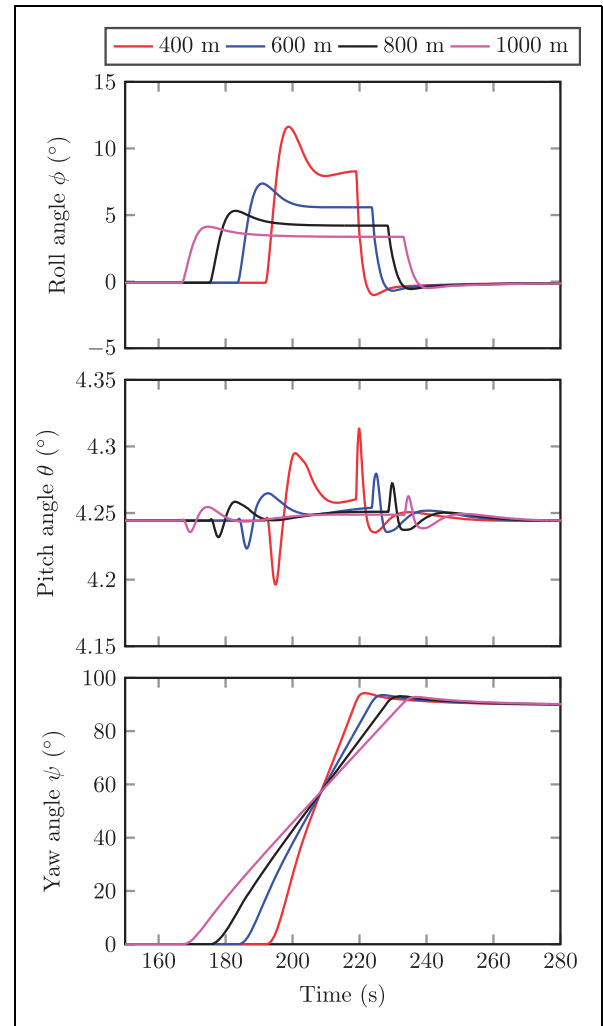 400 m 600 m 800 m 1000 m
15
10
5
0
−5
Roll angle ϕ (°)
4.35
4.3
4.25
4.2
4.15
Pitch angle θ (°)
100
80
60
40
20
0
Yaw angle ψ (°)
160 180 200 220 240 260 280
Time (s)